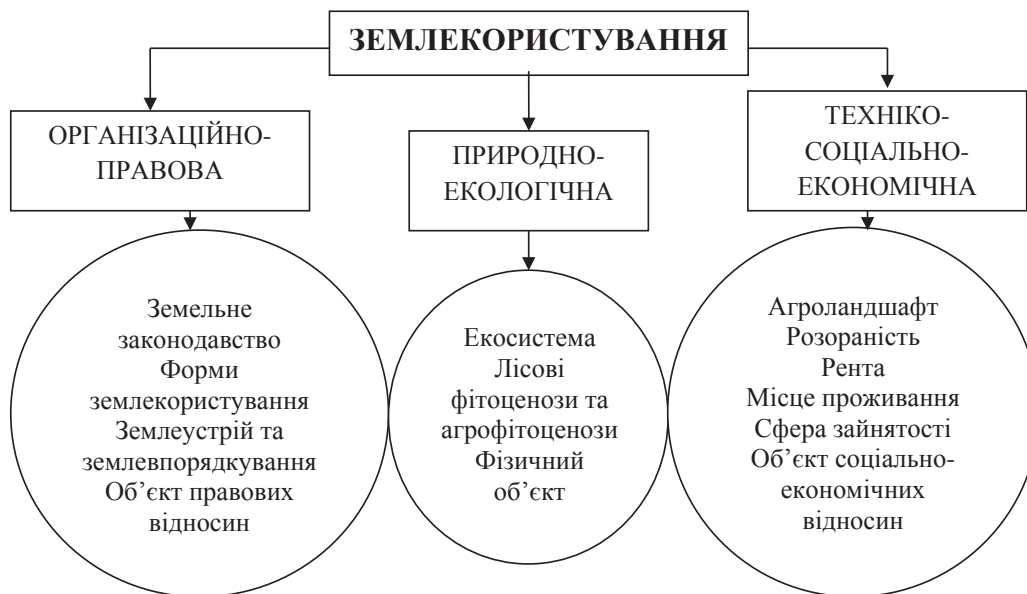 ЗЕМЛЕКОРИСТУВАННЯ
ОРГАНІЗАЦІЙНО-
ПРАВОВА
ПРИРОДНО-
ЕКОЛОГІЧНА
ТЕХНІКО-
СОЦІАЛЬНО-
ЕКОНОМІЧНА
Земельне
законодавство
Форми
землекористування
Землеустрій та
землевпорядкування
Об’єкт правових
відносин
Екосистема
Лісові
фітоценози та
агрофітоценози
Фізичний
об’єкт
Агроландшафт
Розораність
Рента
Місце проживання
Сфера зайнятості
Об’єкт соціально-
економічних
відносин